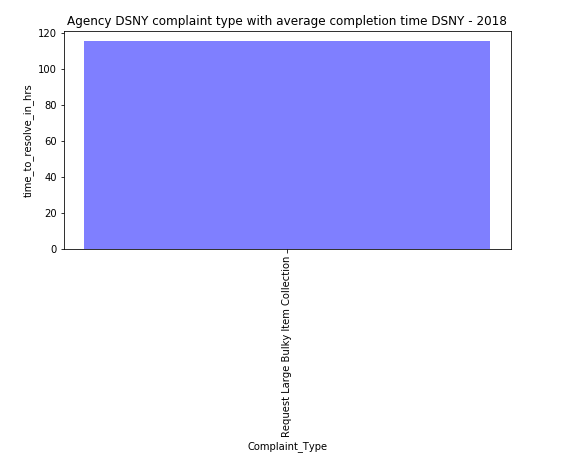 Agency DSNY complaint type with average completion time DSNY - 2018
120
100
80
60
40
20
0
time_to_resolve_in_hrs
Request Large Bulky Item Collection
Complaint_Type